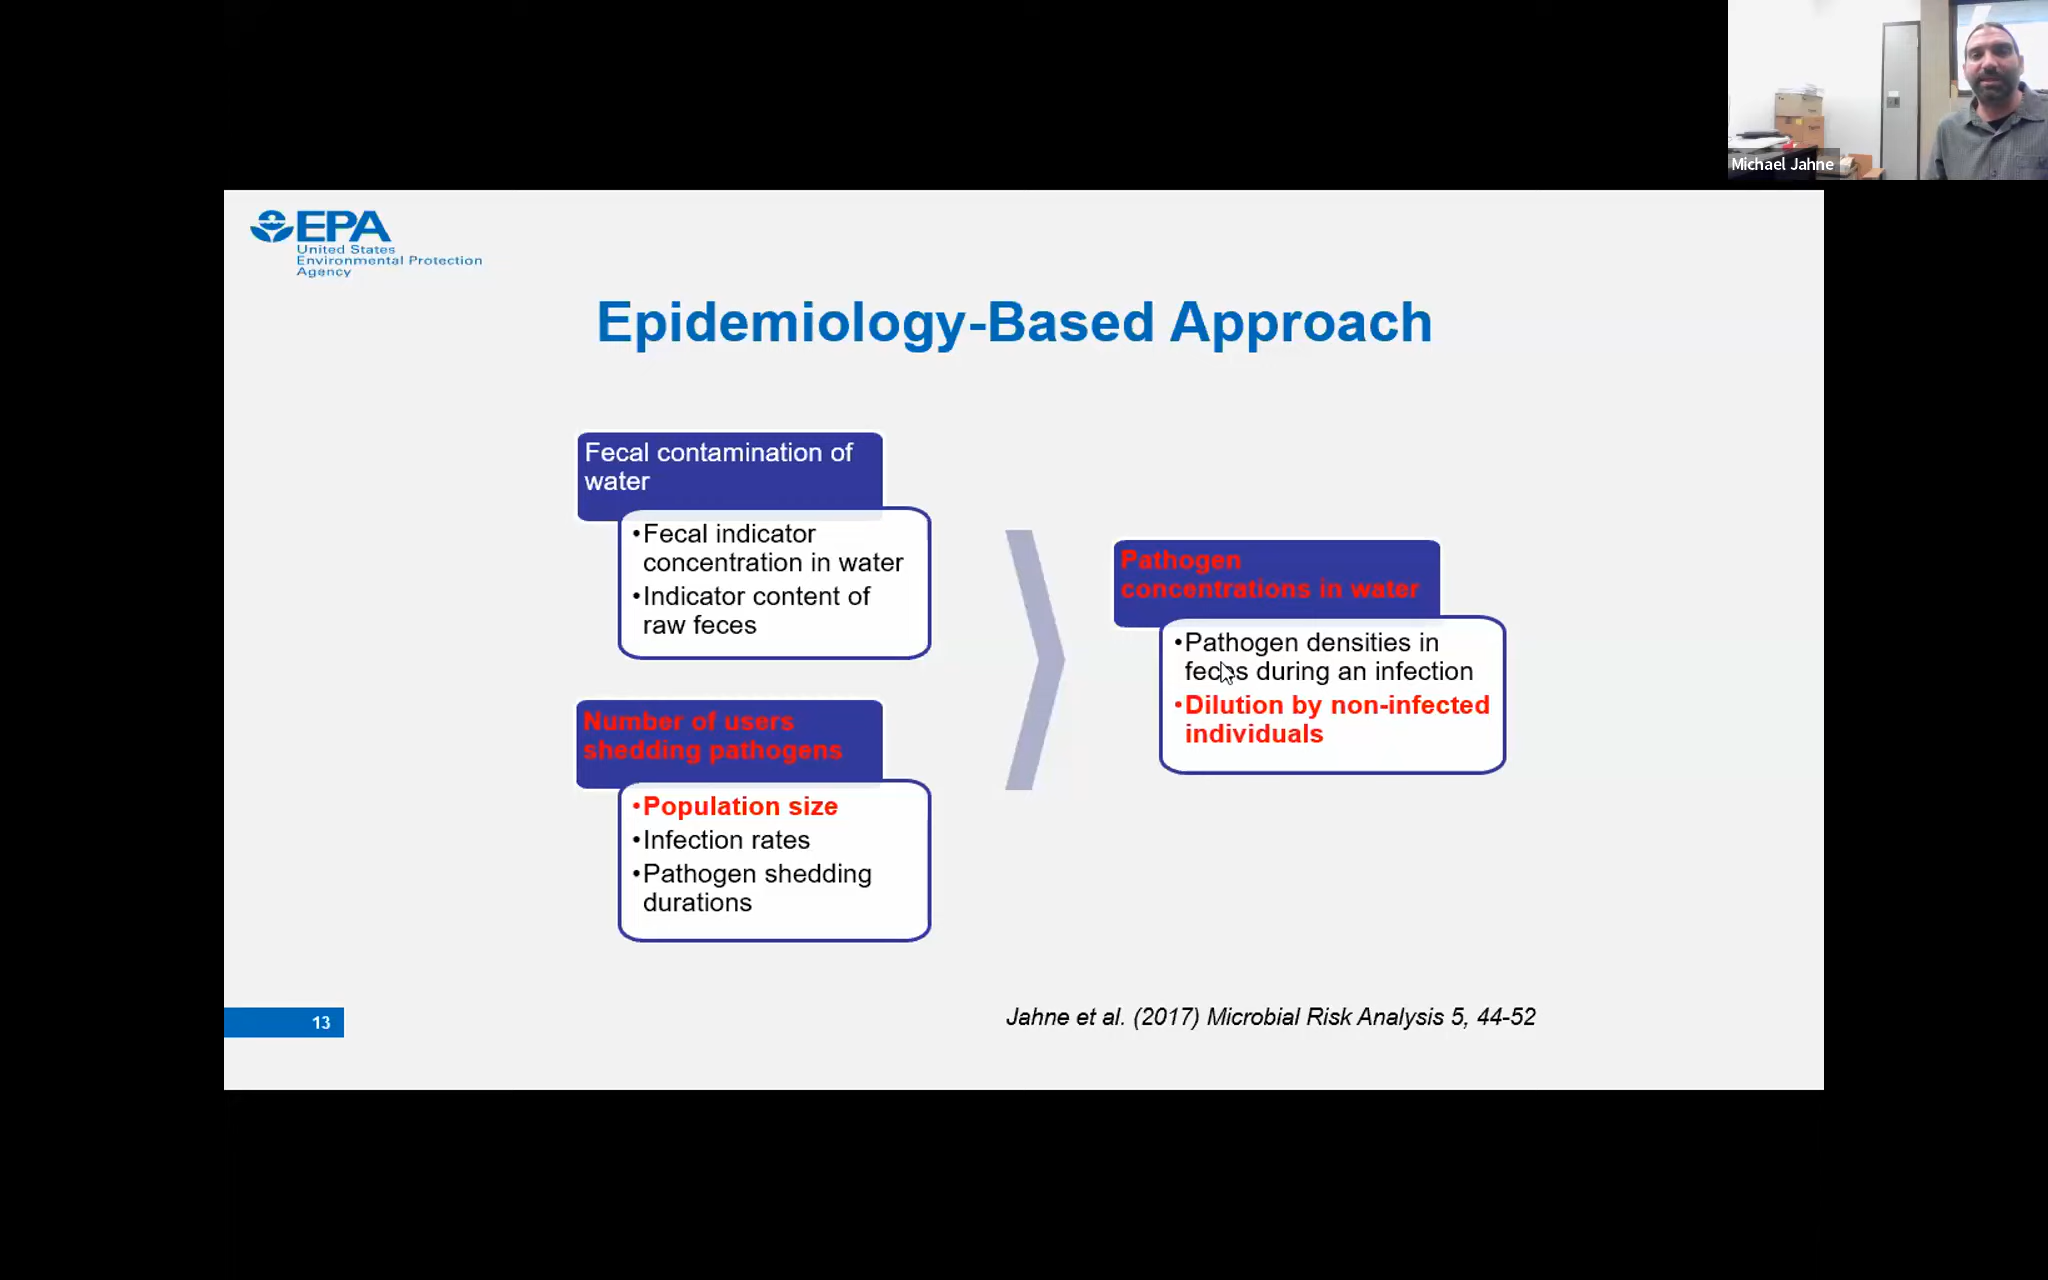 Michael Jahne
EPA
United States
Environmental Protection
Agency
Epidemiology-Based Approach
Fecal contamination of
water
•Fecal indicator
concentration in water
•Indicator content of
raw feces
Number of users
shedding pathogens
•Population size
•Infection rates
•Pathogen shedding
durations
Pathogen
concentrations in water
•Pathogen densities in
feces during an infection
•Dilution by non-infected
individuals
Jahne et al. (2017) Microbial Risk Analysis 5, 44-52
13